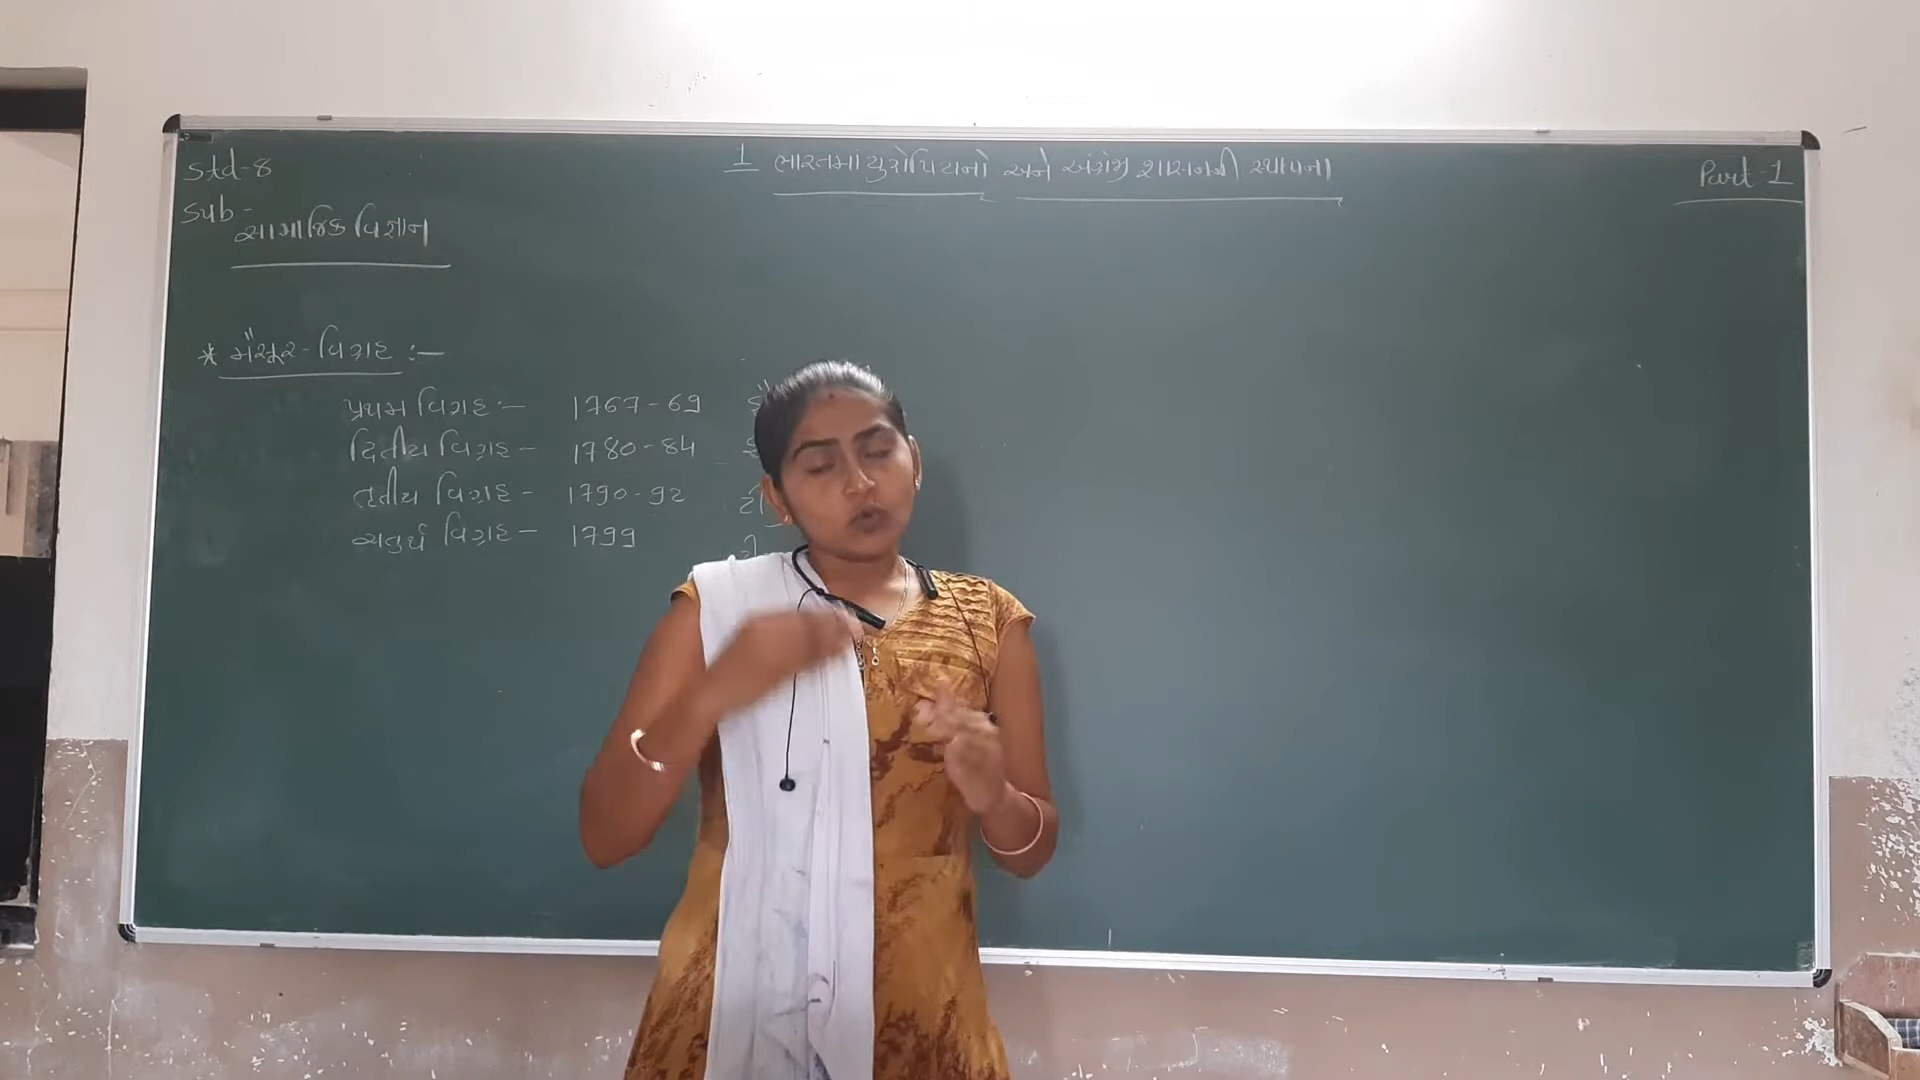 Std-8
1 ભારતમાં યુરોપિયનો અને અંગ્રેજ શાસનની સ્થાપના
Part-1
Sub-
સામાજિક વિજ્ઞાન
* મૈસૂર-વિગ્રહ :-
પ્રથમ વિગ્રહ :- 1767-69
દ્વિતીય વિગ્રહ - 1780-84
તૃતીય વિગ્રહ - 1790-92 ટી
ચતુર્થ વિગ્રહ - 1799